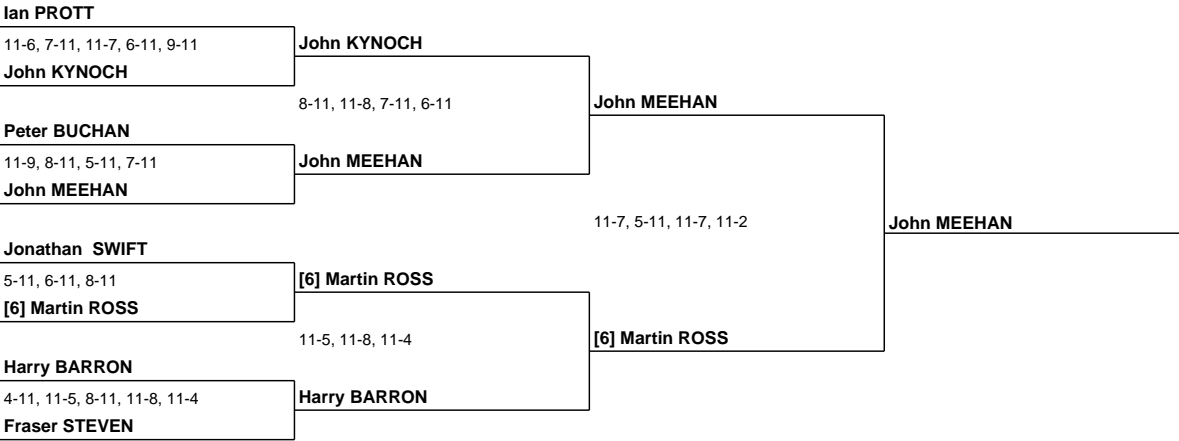 Ian PROTT
11-6, 7-11, 11-7, 6-11, 9-11
John KYNOCH
John KYNOCH
8-11, 11-8, 7-11, 6-11
John MEEHAN
Peter BUCHAN
11-9, 8-11, 5-11, 7-11
John MEEHAN
John MEEHAN
11-7, 5-11, 11-7, 11-2
John MEEHAN
Jonathan  SWIFT
5-11, 6-11, 8-11
[6] Martin ROSS
[6] Martin ROSS
11-5, 11-8, 11-4
[6] Martin ROSS
Harry BARRON
4-11, 11-5, 8-11, 11-8, 11-4
Fraser STEVEN
Harry BARRON